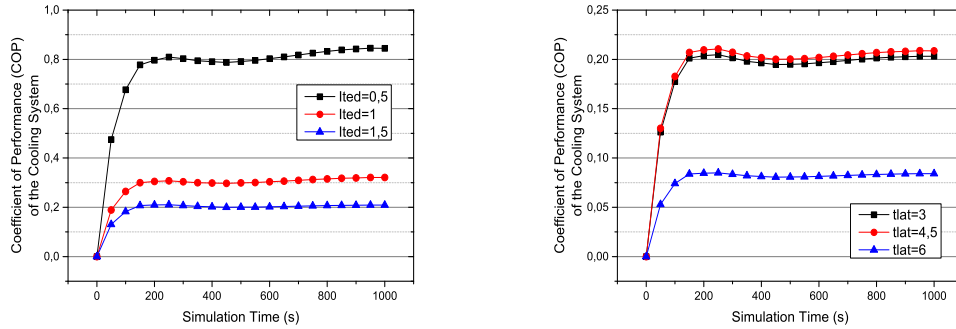 Coefficient of Performance (COP)
of the Cooling System
1,0
0,8
0,6
0,4
0,2
0,0
Ited=0,5
Ited=1
Ited=1,5
0
200
400
600
800
1000
Simulation Time (s)
Coefficient of Performance (COP)
of the Cooling System
0,25
0,20
0,15
0,10
0,05
0,00
tlat=3
tlat=4,5
tlat=6
0
200
400
600
800
1000
Simulation Time (s)